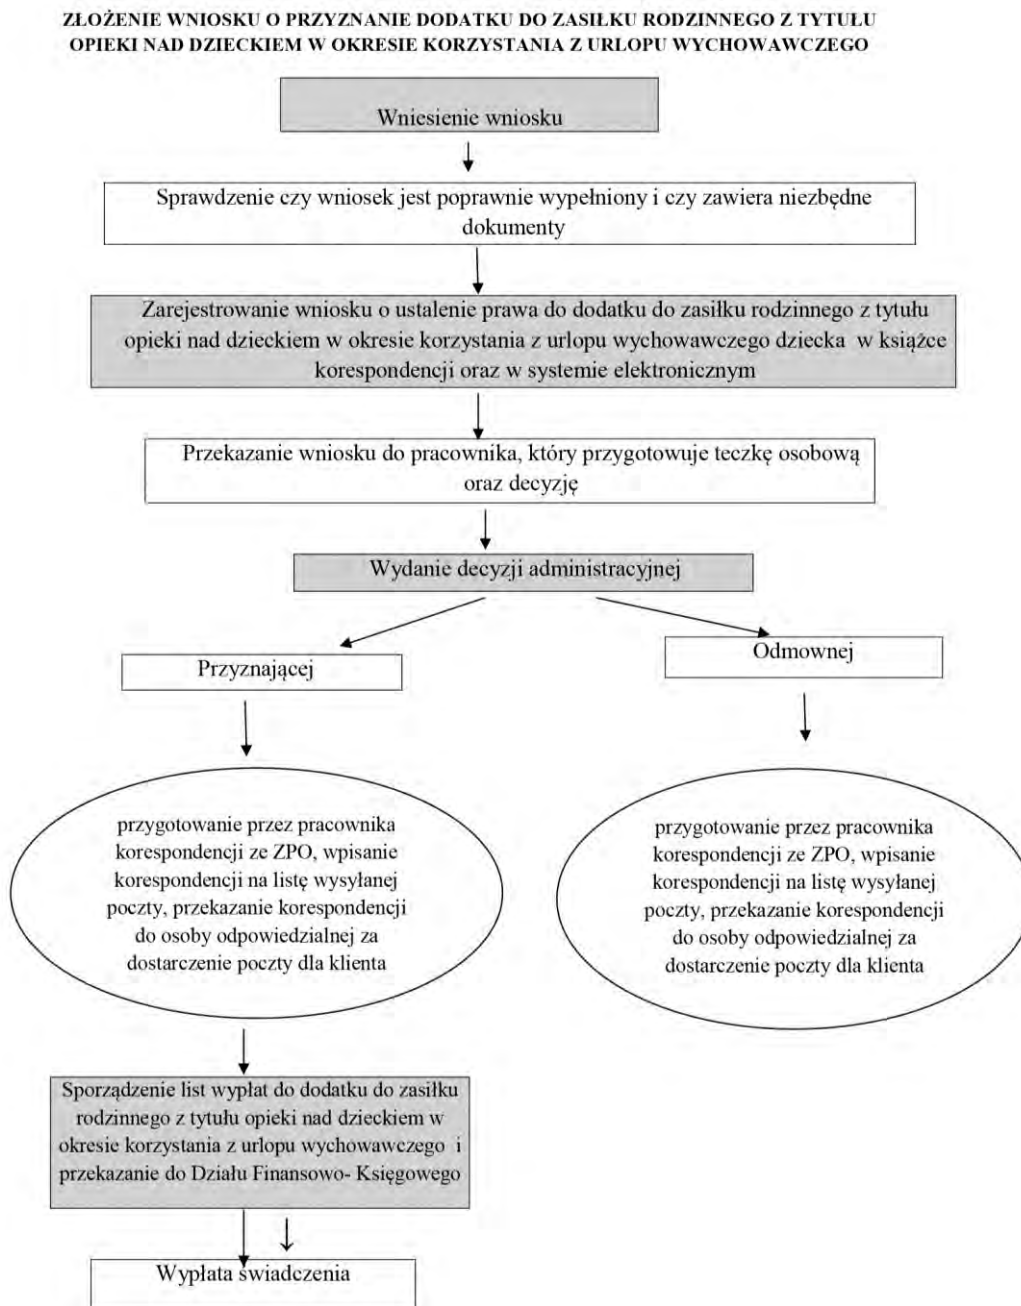 ZŁOŻENIE WNIOSKU O PRZYZNANIE DODATKU DO ZASIŁKU RODZINNEGO Z TYTUŁU
OPIEKI NAD DZIECKIEM W OKRESIE KORZYSTANIA Z URLOPU WYCHOWAWCZEGO
Wniesienie wniosku
Sprawdzenie czy wniosek jest poprawnie wypełniony i czy zawiera niezbędne
dokumenty
Zarejestrowanie wniosku o ustalenie prawa do dodatku do zasiłku rodzinnego z tytułu
opieki nad dzieckiem w okresie korzystania z urlopu wychowawczego dziecka w książce
korespondencji oraz w systemie elektronicznym
Przekazanie wniosku do pracownika, który przygotowuje teczkę osobową
oraz decyzję
Wydanie decyzji administracyjnej
Przyznającej
przygotowanie przez pracownika
korespondencji ze ZPO, wpisanie
korespondencji na listę wysyłanej
poczty, przekazanie korespondencji
do osoby odpowiedzialnej za
dostarczenie poczty dla klienta
Odmownej
przygotowanie przez pracownika
korespondencji ze ZPO, wpisanie
korespondencji na listę wysyłanej
poczty, przekazanie korespondencji
do osoby odpowiedzialnej za
dostarczenie poczty dla klienta
Sporządzenie list wypłat do dodatku do zasiłku
rodzinnego z tytułu opieki nad dzieckiem w
okresie korzystania z urlopu wychowawczego i
przekazanie do Działu Finansowo- Księgowego
Wypłata świadczenia